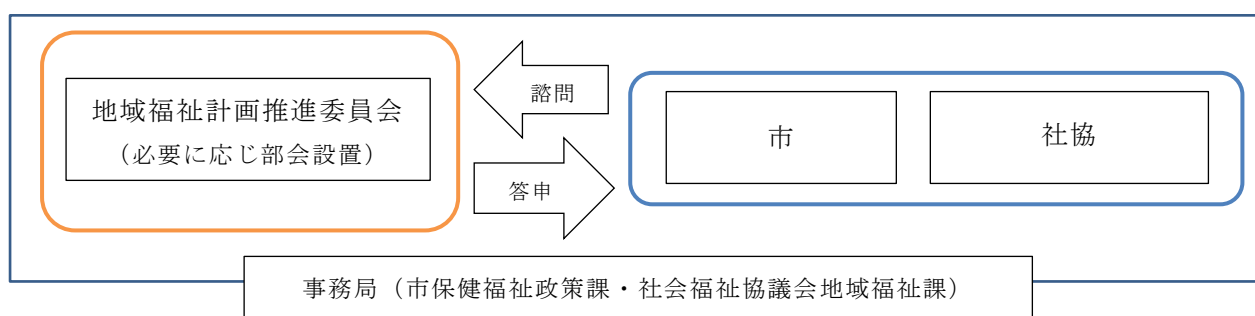 地域福祉計画推進委員会
（必要に応じ部会設置）
諮問
答申
市
社協
事務局（市保健福祉政策課・社会福祉協議会地域福祉課）